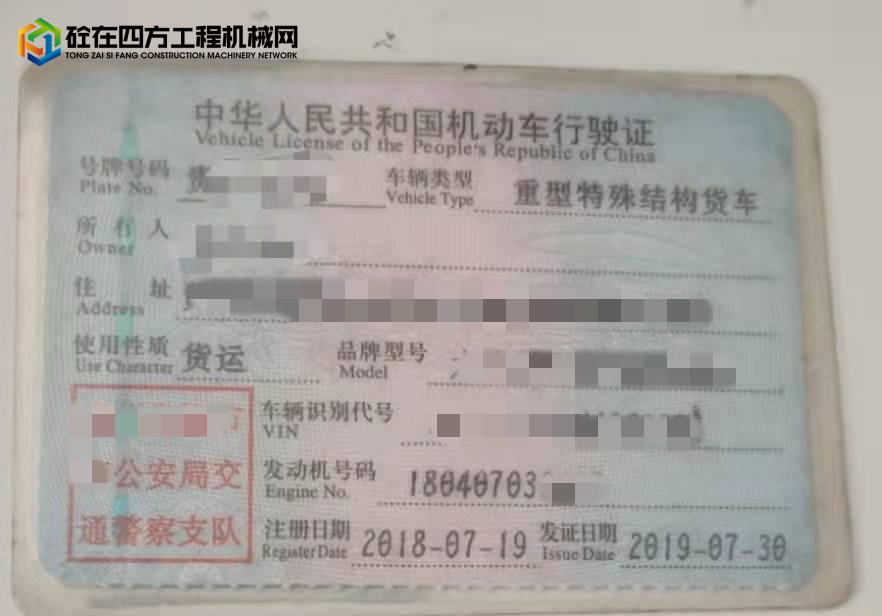 砼在四方工程机械网
TONG ZAI SI FANG CONSTRUCTION MACHINERY NETWORK
中华人民共和国机动车行驶证
Vehicle License of the People's Republic of China
号牌号码 贵 车辆类型 重型特殊结构货车
Plate No. Vehicle Type
所有人
Owner
住址
Address
使用性质 货运 品牌型号
Use Character Model
车辆识别代号
VIN
公安局交 发动机号码 18040703
Engine No.
通警察支队 注册日期 2018-07-19 发证日期 2019-07-30
Register Date Issue Date